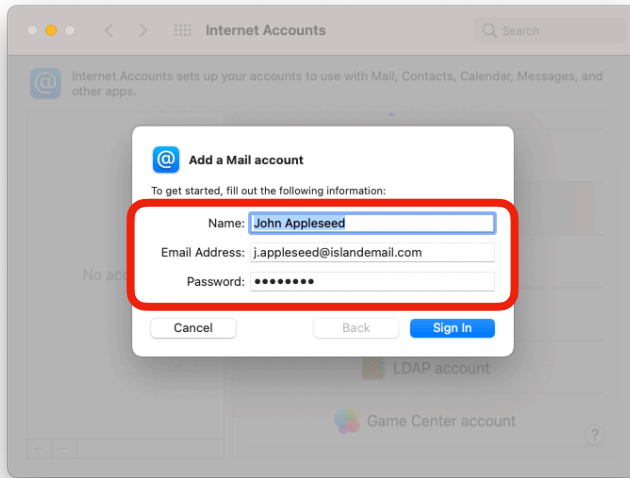 Internet Accounts
Search
Internet Accounts sets up your accounts to use with Mail, Contacts, Calendar, Messages, and
other apps.
Add a Mail account
To get started, fill out the following information:
Name: John Appleseed
Email Address: j.appleseed@islandemail.com
Password: ●●●●●●●●
No acc
Cancel Back Sign In
LDAP account
Game Center account
?
+ −